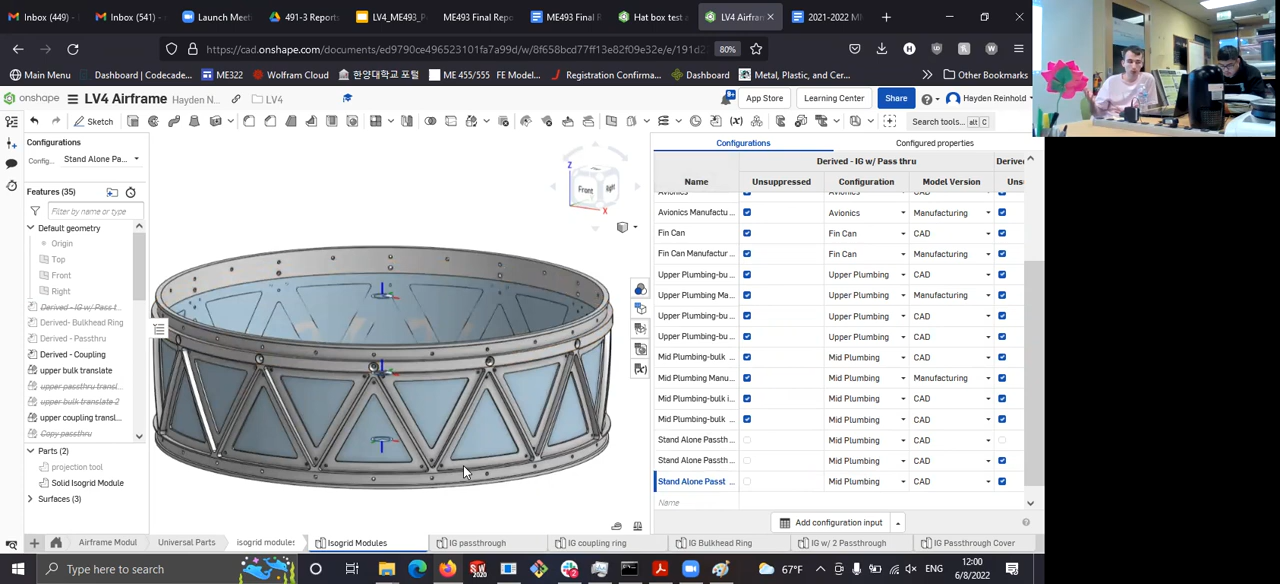 Inbox (449)
Inbox (541)
Launch Meet
491-3 Reports
LV4_ME493_P
ME493 Final Repo
ME493 Final R
Hat box test a
LV4 Airfram
2021-2022 M
https://cad.onshape.com/documents/ed9790ce496523101fa7a99d/w/8f658bcd77ff13e82f09e32e/e/191d2
80%
Main Menu
Dashboard | Codecade...
ME322
Wolfram Cloud
한양대학교 포털
ME 455/555
FE Model...
Registration Confirma...
Dashboard
Metal, Plastic, and Cer...
Other Bookmarks
onshape
LV4 Airframe
Hayden N...
LV4
App Store
Learning Center
Share
Hayden Reinhold
Sketch
Search tools...
alt C
Configurations
Config...
Stand Alone Pa...
Features (35)
Filter by name or type
Default geometry
Origin
Top
Front
Right
Derived - IG w/ Pass t...
Derived- Bulkhead Ring
Derived - Passthru
Derived - Coupling
upper bulk translate
upper passthru transl...
upper bulk translate 2
upper coupling transl...
Copy passthru
Parts (2)
projection tool
Solid Isogrid Module
Surfaces (3)
Z
Front
Right
X
Configurations
Configured properties
Derived - IG w/ Pass thru
Derive
Name
Unsuppressed
Configuration
Model Version
Uns
Avionics
Avionics
CAD
Avionics Manufactu...
Avionics
Manufacturing
Fin Can
Fin Can
CAD
Fin Can Manufactur...
Fin Can
Manufacturing
Upper Plumbing-bu...
Upper Plumbing
CAD
Upper Plumbing Ma...
Upper Plumbing
Manufacturing
Upper Plumbing-bu...
Upper Plumbing
CAD
Upper Plumbing-bu...
Upper Plumbing
CAD
Mid Plumbing-bulk ...
Mid Plumbing
CAD
Mid Plumbing Manu...
Mid Plumbing
Manufacturing
Mid Plumbing-bulk i...
Mid Plumbing
CAD
Mid Plumbing-bulk ...
Mid Plumbing
CAD
Stand Alone Passth...
Mid Plumbing
CAD
Stand Alone Passth...
Mid Plumbing
CAD
Stand Alone Passt
Mid Plumbing
CAD
Name
Add configuration input
Airframe Modul
Universal Parts
isogrid modules
Isogrid Modules
IG passthrough
IG coupling ring
IG Bulkhead Ring
IG w/ 2 Passthrough
IG Passthrough Cover
Type here to search
67°F
ENG
12:00
6/8/2022